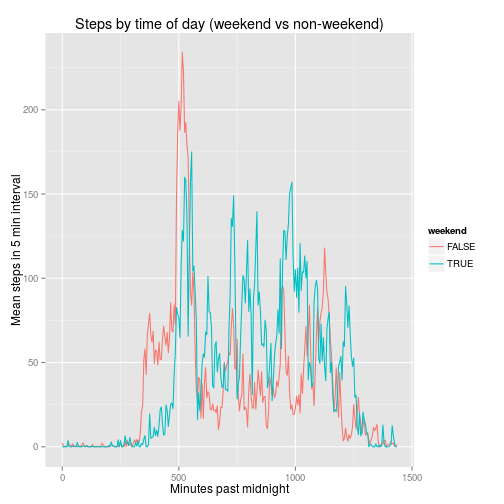 Steps by time of day (weekend vs non-weekend)
Mean steps in 5 min interval
200
150
100
50
0
0
500
1000
1500
Minutes past midnight
weekend
FALSE
TRUE